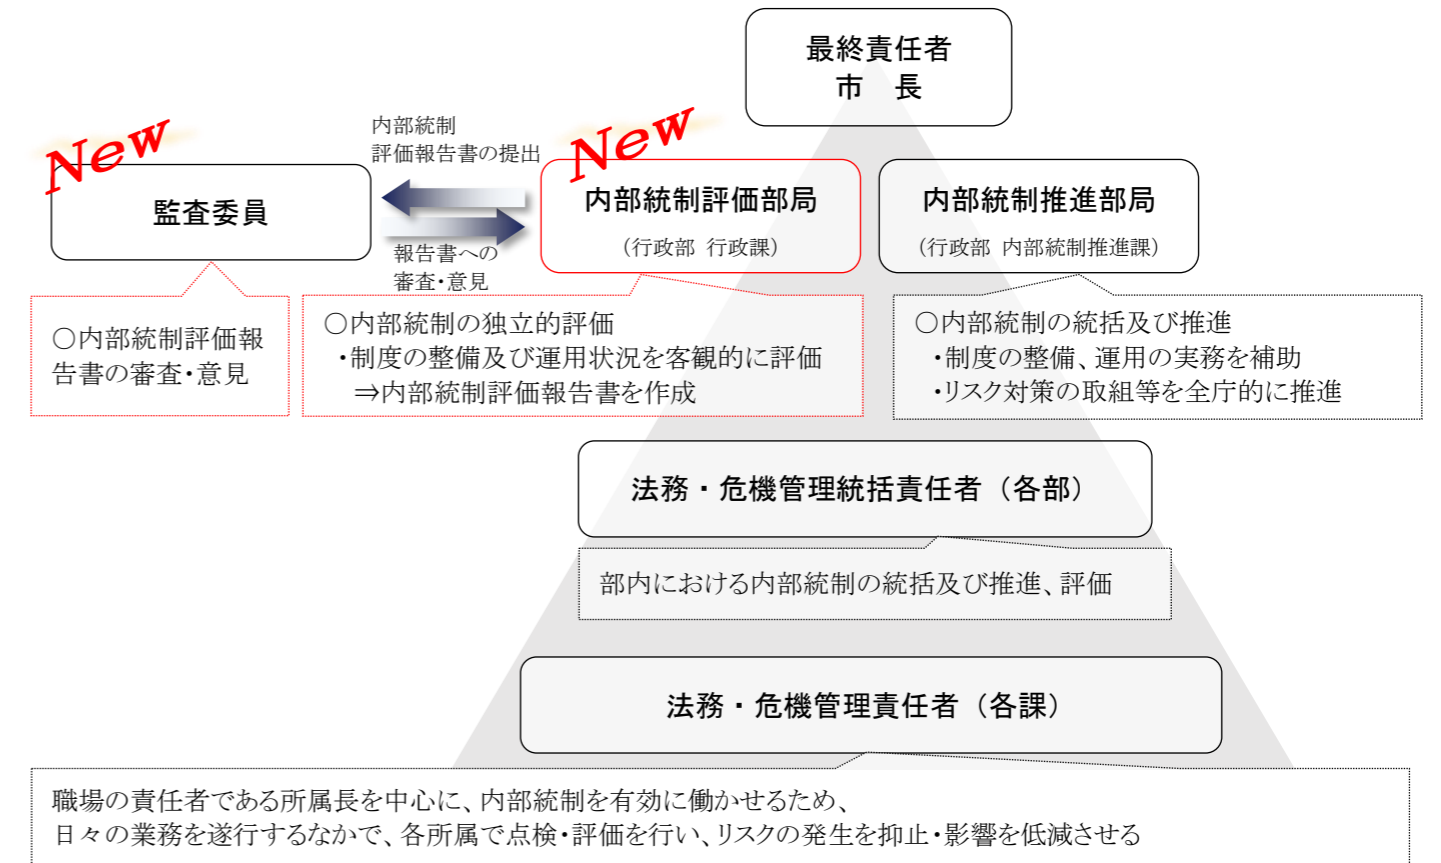 最終責任者
市　長
New
監査委員
内部統制
評価報告書の提出
報告書への
審査・意見
New
内部統制評価部局
（行政部 行政課）
内部統制推進部局
（行政部 内部統制推進課）
○内部統制評価報
告書の審査・意見
○内部統制の独立的評価
・制度の整備及び運用状況を客観的に評価
⇒内部統制評価報告書を作成
○内部統制の統括及び推進
・制度の整備、運用の実務を補助
・リスク対策の取組等を全庁的に推進
法務・危機管理統括責任者（各部）
部内における内部統制の統括及び推進、評価
法務・危機管理責任者（各課）
職場の責任者である所属長を中心に、内部統制を有効に働かせるため、
日々の業務を遂行するなかで、各所属で点検・評価を行い、リスクの発生を抑止・影響を低減させる